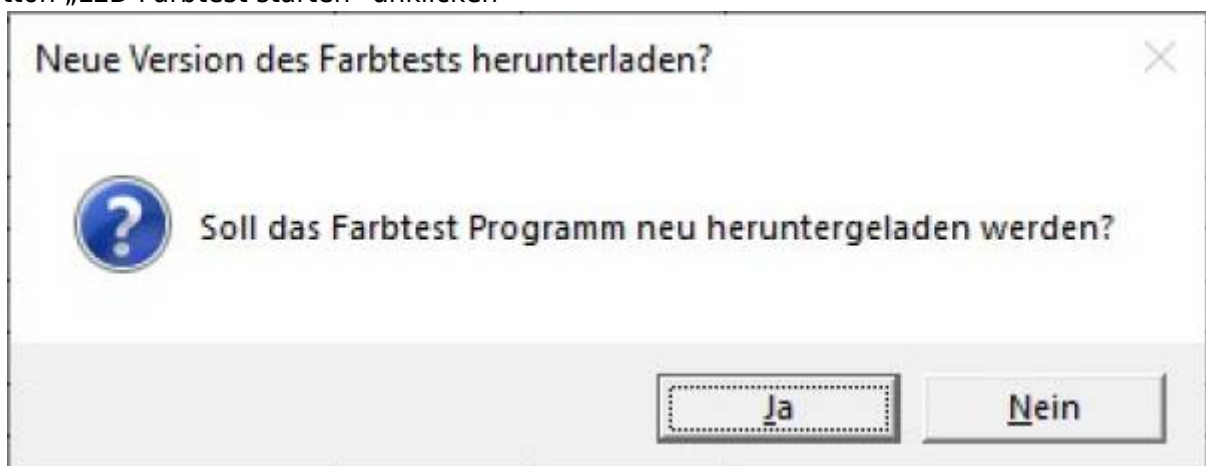 Neue Version des Farbtests herunterladen?
Soll das Farbtest Programm neu heruntergeladen werden?
Ja
Nein